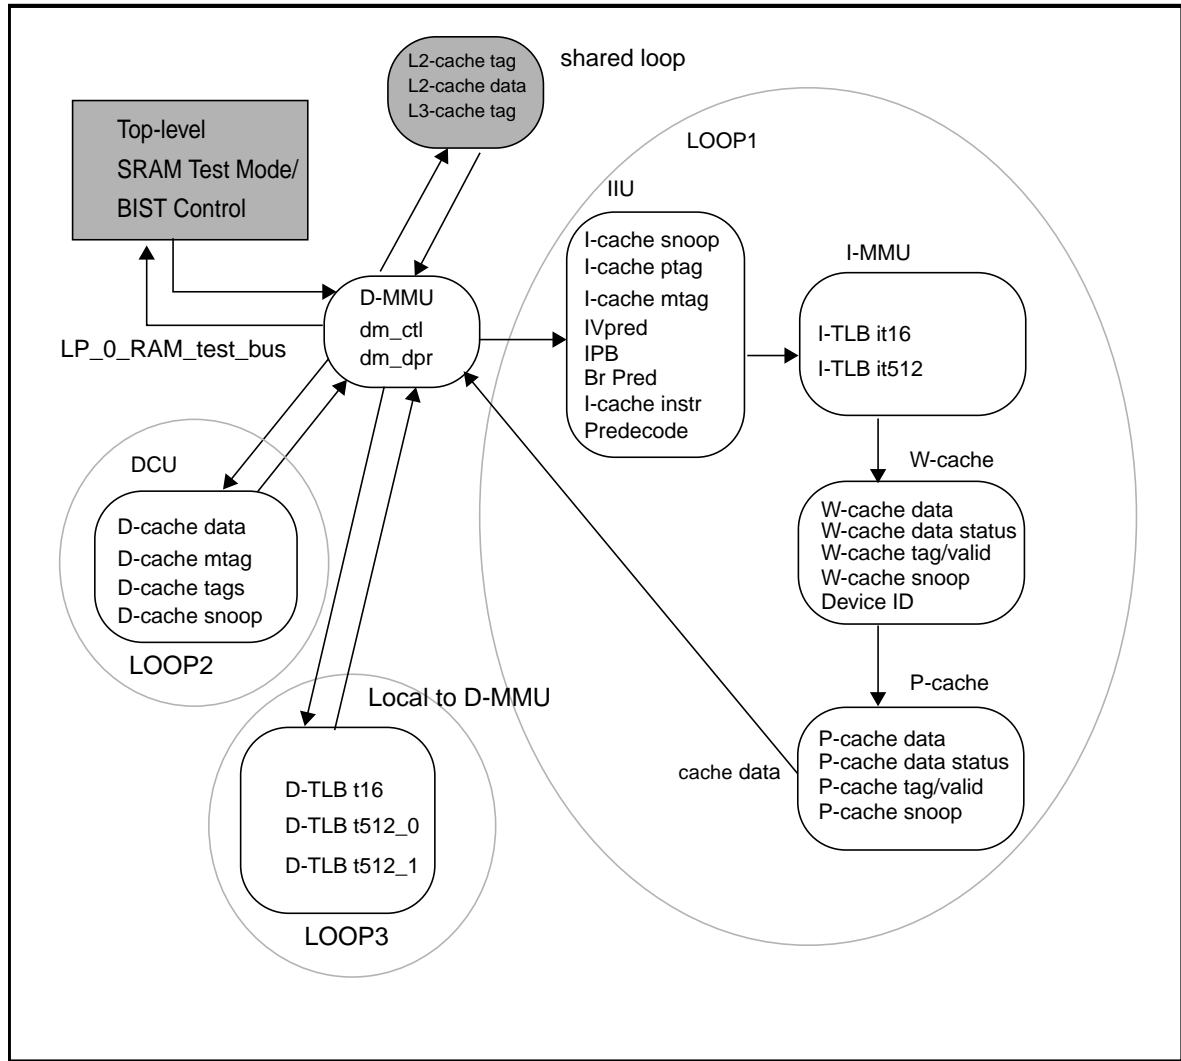 L2-cache tag
L2-cache data
L3-cache tag
shared loop
Top-level
SRAM Test Mode/
BIST Control
LOOP1
IIU
I-cache snoop
I-cache ptag
I-cache mtag
IVpred
IPB
Br Pred
I-cache instr
Predecode
I-MMU
I-TLB it16
I-TLB it512
D-MMU
dm_ctl
dm_dpr
LP_0_RAM_test_bus
W-cache
W-cache data
W-cache data status
W-cache tag/valid
W-cache snoop
Device ID
DCU
D-cache data
D-cache mtag
D-cache tags
D-cache snoop
LOOP2
P-cache
P-cache data
P-cache data status
P-cache tag/valid
P-cache snoop
cache data
Local to D-MMU
D-TLB t16
D-TLB t512_0
D-TLB t512_1
LOOP3